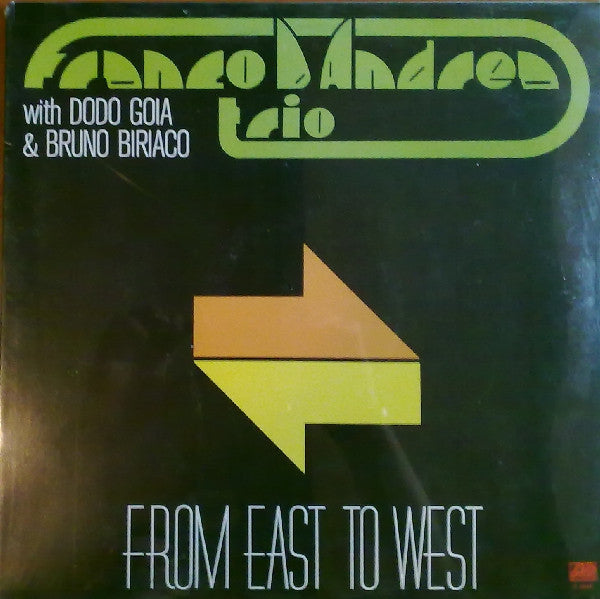 Franco D'Andrea
trio
with DODO GOIA
& BRUNO BIRIACO
FROM EAST TO WEST